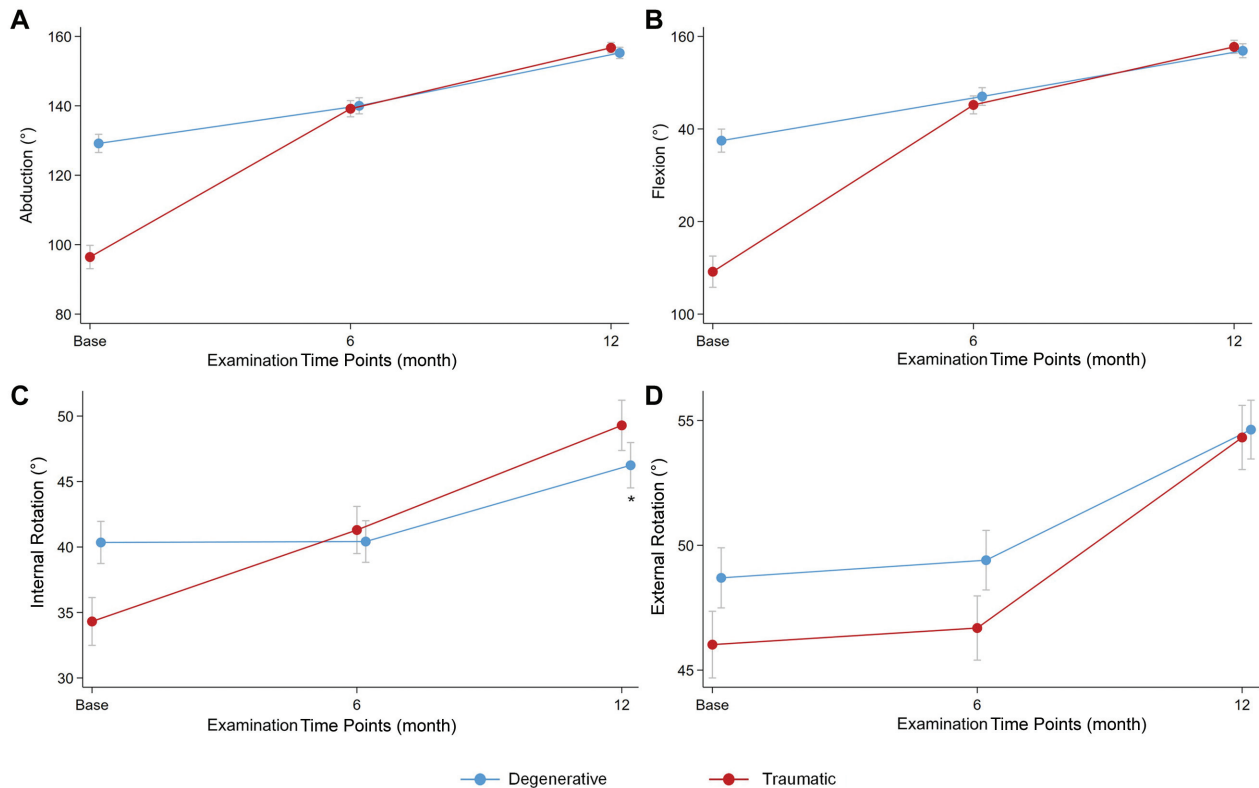 A
160
140
120
100
80
Abduction (°)
Base
6
12
Examination Time Points (month)
B
160
40
20
100
Flexion (°)
Base
6
12
Examination Time Points (month)
C
50
45
40
35
30
Internal Rotation (°)
*
Base
6
12
Examination Time Points (month)
D
55
50
45
External Rotation (°)
Base
6
12
Examination Time Points (month)
Degenerative
Traumatic